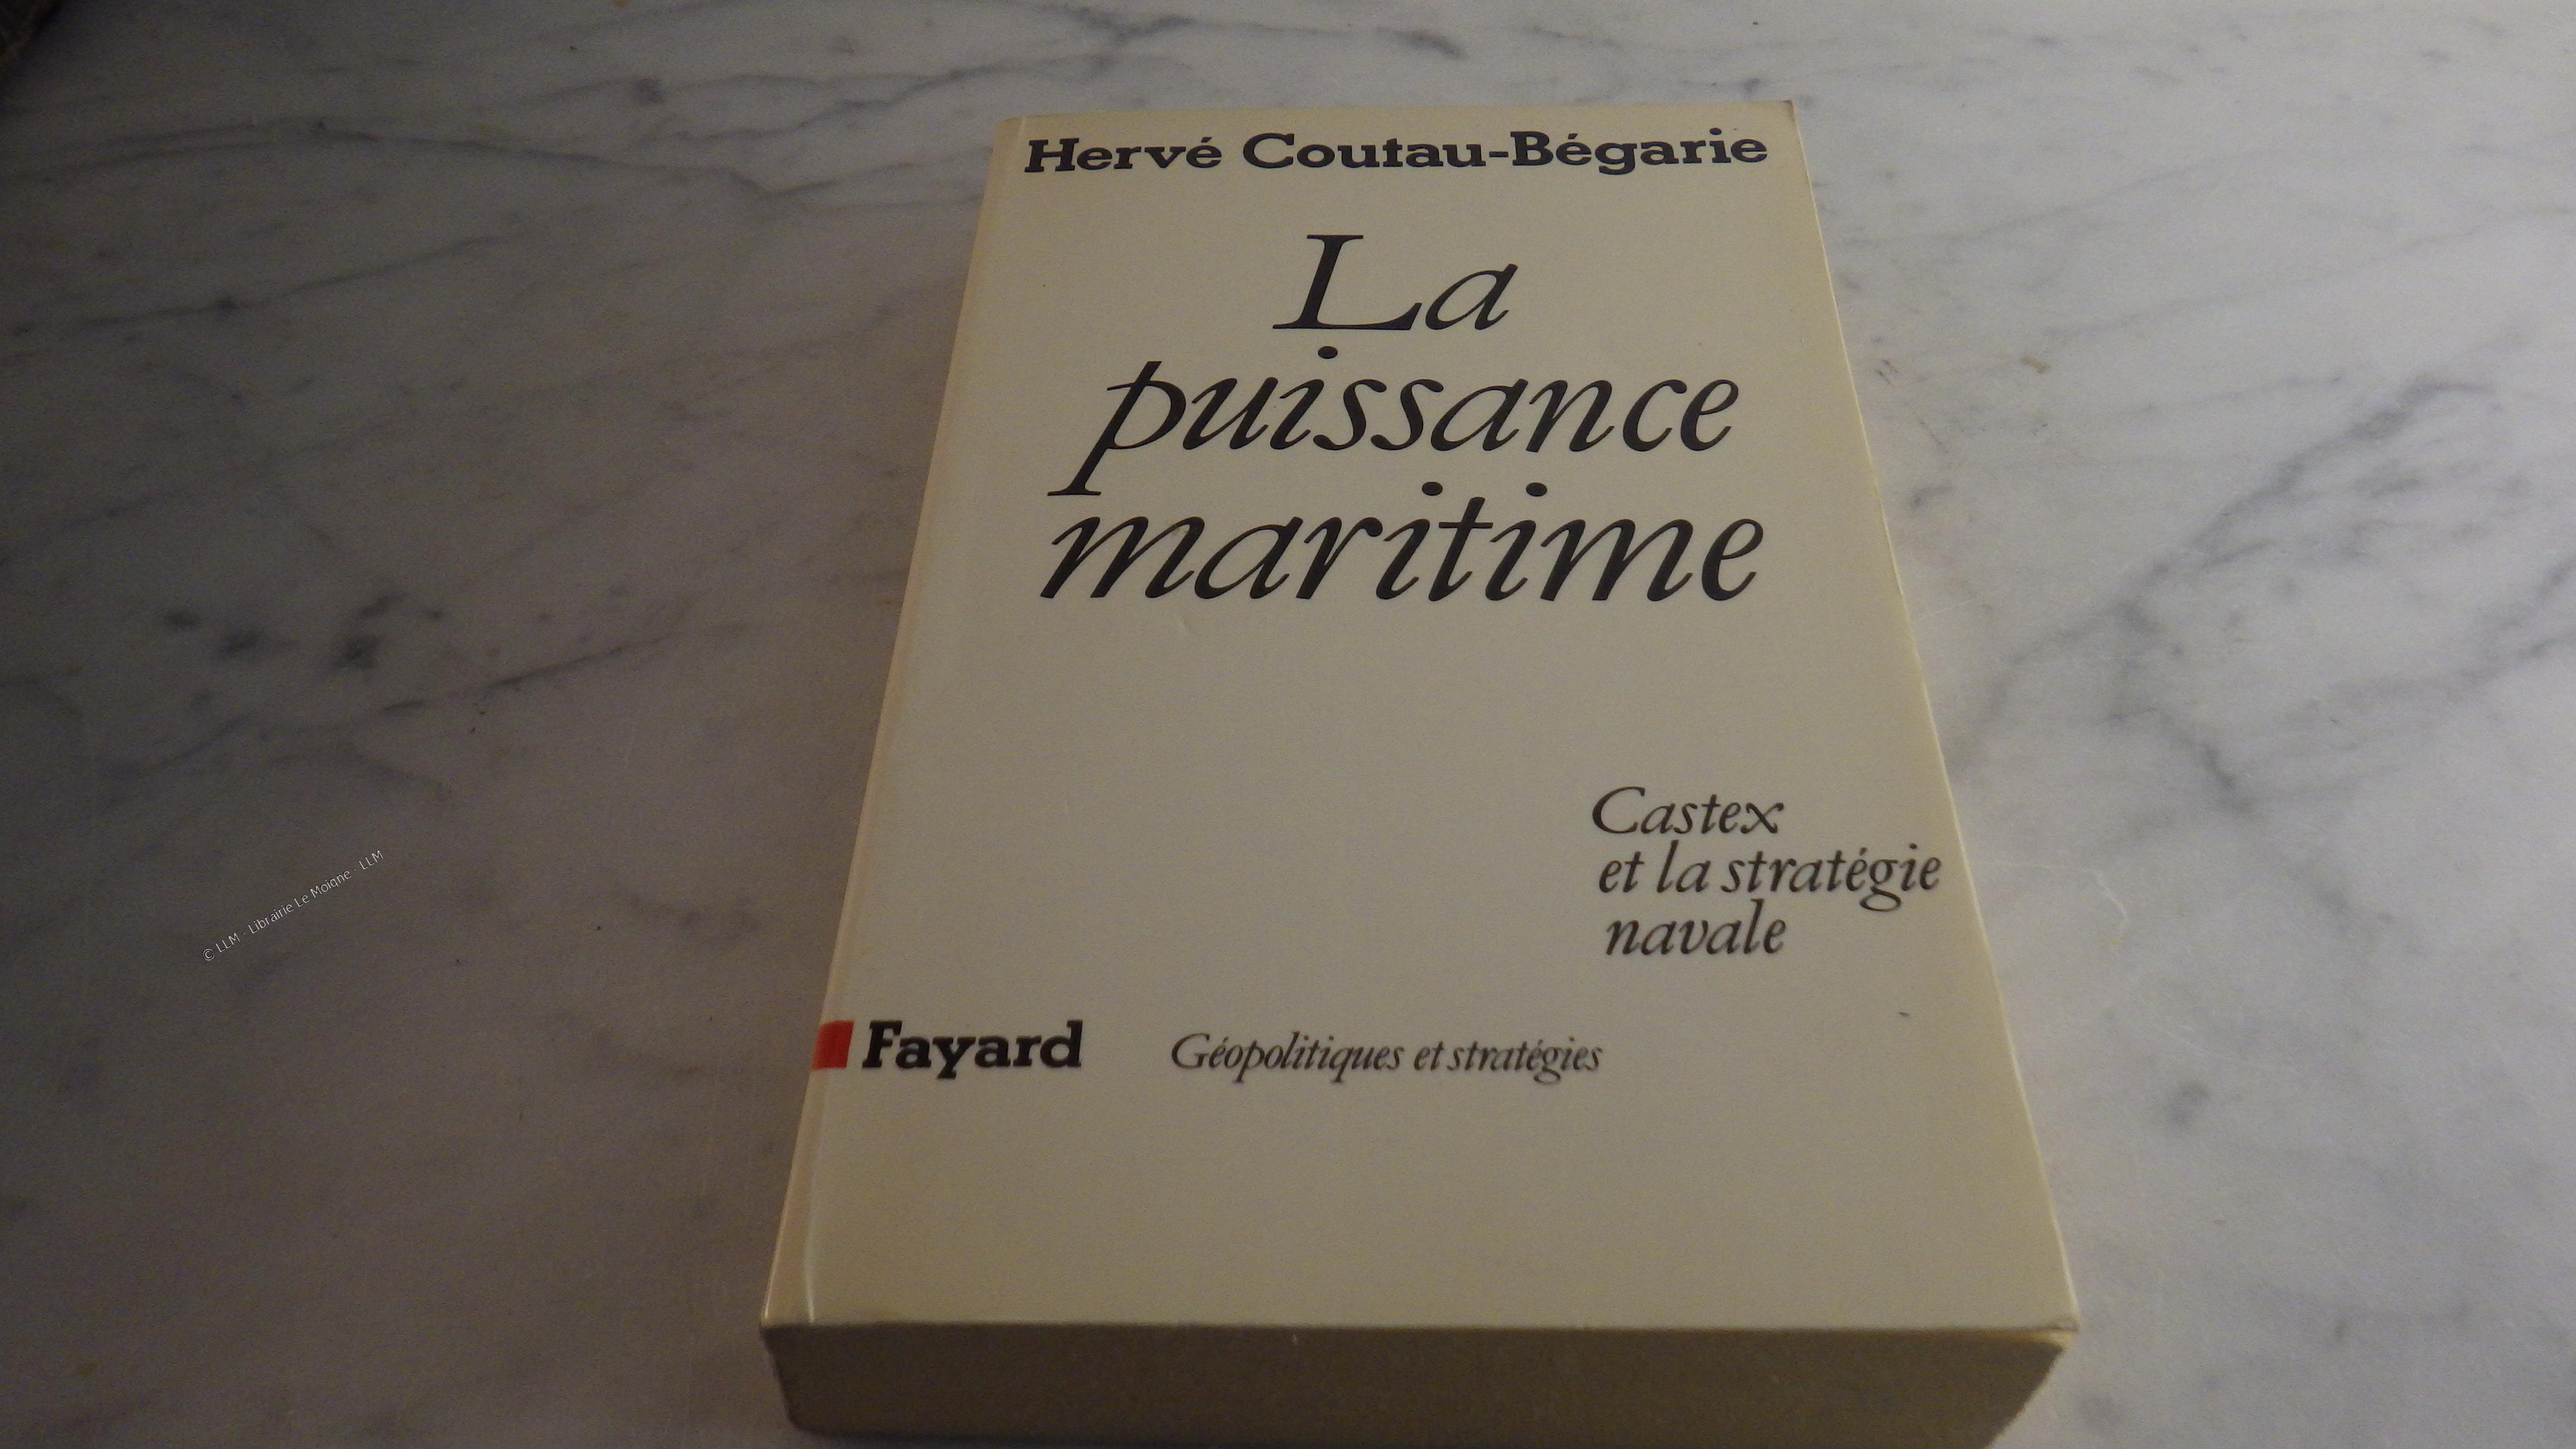 Hervé Coutau-Bégarie
La
puissance
maritime
Castex
et la stratégie
navale
Fayard Géopolitiques et stratégies
© LLM - Librairie Le Moigne - LLM